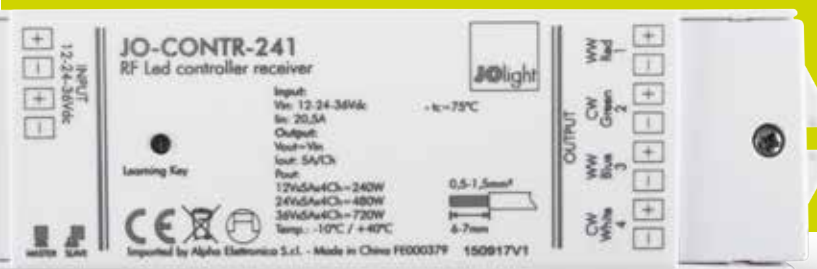 +
-
+
-
INPUT
12-24-36Vdc
MASTER SLAVE
JO-CONTR-241
RF Led controller receiver
JOlight
Learning Key
Input:
Vin: 12-24-36Vdc
Iin: 20,5A
Output:
Vout=Vin
Iout: 5A/Ch
Pout:
12Vx5Ax4Ch=240W
24Vx5Ax4Ch=480W
36Vx5Ax4Ch=720W
Temp.: -10°C / +40°C
- tc=75°C
0,5-1,5mm²
6-7mm
CE
Imported by Alpha Elettronica S.r.l. - Made in China FE000379 150917V1
OUTPUT
WW
Red
1
+
-
CW
Green
2
+
-
WW
Blue
3
+
-
CW
White
4
+
-